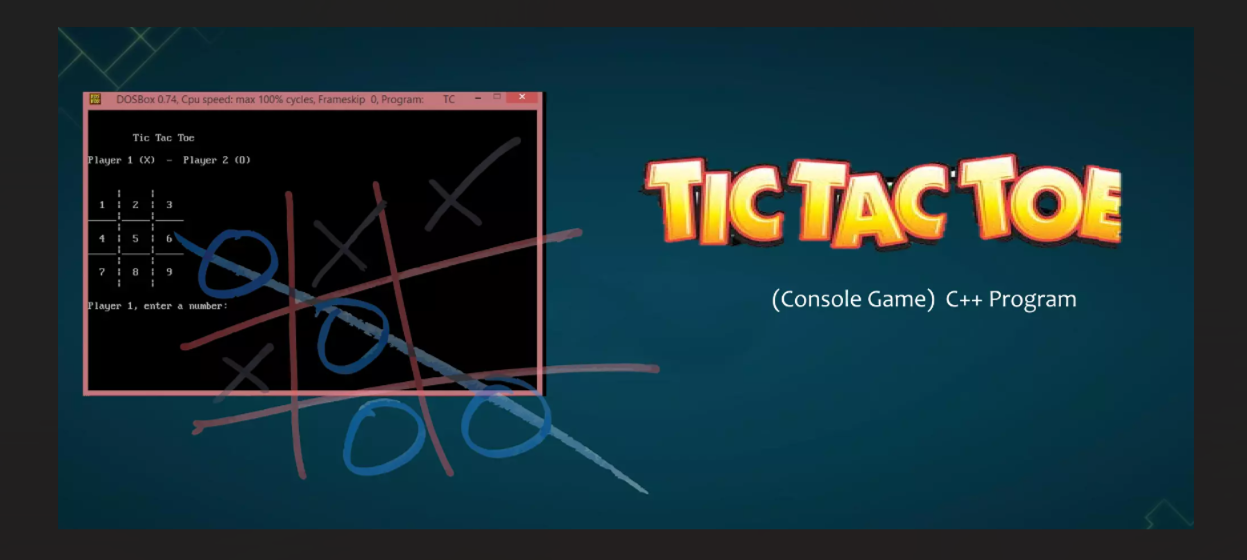 DOSBox 0.74, Cpu speed: max 100% cycles, Frameskip 0, Program: TC
Tic Tac Toe
Player 1 (X) - Player 2 (O)
1 2 3
4 5 6
7 8 9
Player 1, enter a number:
TIC TAC TOE
(Console Game) C++ Program